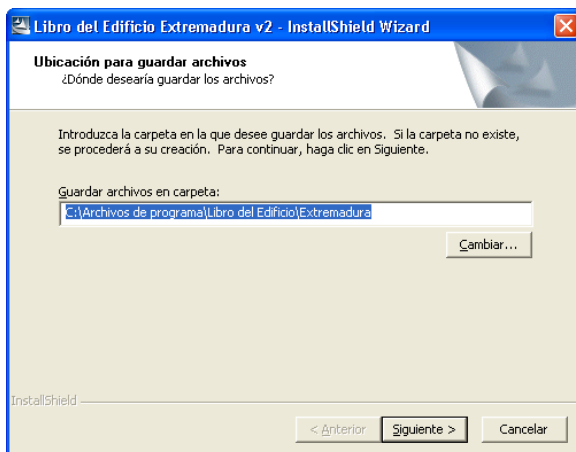 Libro del Edificio Extremadura v2 - InstallShield Wizard
Ubicación para guardar archivos
¿Dónde desearía guardar los archivos?
Introduzca la carpeta en la que desee guardar los archivos.  Si la carpeta no existe,
se procederá a su creación.  Para continuar, haga clic en Siguiente.
Guardar archivos en carpeta:
C:\Archivos de programa\Libro del Edificio\Extremadura
Cambiar...
InstallShield
< Anterior
Siguiente >
Cancelar